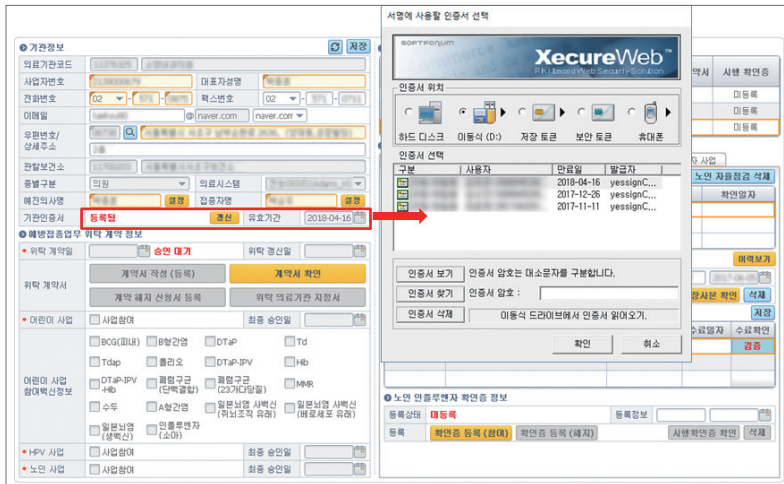 서명에 사용할 인증서 선택
SOFTFORUM
XecureWeb
PKI based Web Security Solution
인증서 위치
하드 디스크 이동식 (D:) 저장 토큰 보안 토큰 휴대폰
인증서 선택
구분 사용자 만료일 발급자
2018-04-16 yessignC...
2017-12-26 yessignC...
2017-11-11 yessignC...
인증서 보기 인증서 암호는 대소문자를 구분합니다.
인증서 찾기 인증서 암호 :
인증서 삭제 이동식 드라이브에서 인증서 읽어오기.
확인 취소
기관정보 저장
의료기관코드
사업자번호 대표자성명
전화번호 02 - 571 - 팩스번호 02 - 571 -
이메일 @ naver.com naver.com
우편번호/
상세주소 2층
관할보건소
종별구분 의원 의료시스템
예진의사명 설정 접종자명 설정
기관인증서 등록됨 갱신 유효기간 2018-04-16
예방접종업무 위탁 계약 정보
위탁 계약일 승인 대기 위탁 갱신일
위탁 계약서 계약서 작성 (등록) 계약서 확인
계약 해지 신청서 등록 위탁 의료기관 지정서
어린이 사업 사업참여 최종 승인일
어린이 사업
참여백신정보
BCG(피내) B형간염 DTaP Td
Tdap 폴리오 DTaP-IPV Hib
DTaP-IPV
-Hib 폐렴구균
(단백결합) 폐렴구균
(23가다당질) MMR
수두 A형간염 일본뇌염 사백신
(쥐뇌조직 유래) 일본뇌염 사백신
(베로세포 유래)
일본뇌염
(생백신) 인플루엔자
(소아)
HPV 사업 사업참여 최종 승인일
노인 사업 사업참여 최종 승인일
약서 시행 확인증
미등록
미등록
미등록
자 사업
노인 자율점검 삭제
확인일자
이력보기
2017-06-05
장사본 확인 삭제
저장
수료일자 수료확인
검증
노인 인플루엔자 확인증 정보
등록상태 미등록 등록정보
등록 확인증 등록 (참여) 확인증 등록 (해지) 시행확인증 확인 삭제